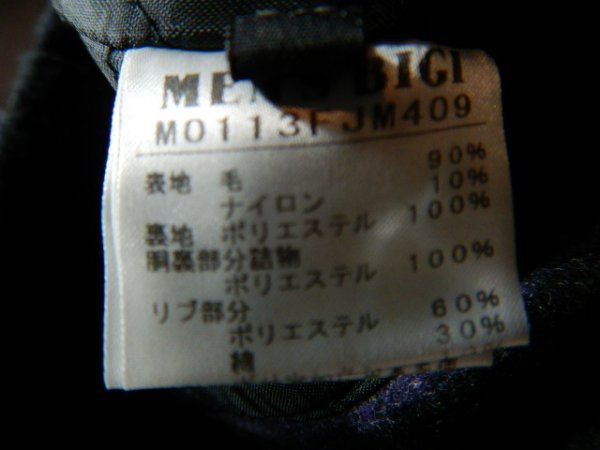 MEN'S BIGI
M0113FJM409
表地 毛 90%
ナイロン 10%
裏地 ポリエステル 100%
胴裏部分詰物
ポリエステル 100%
リブ部分
ポリエステル 60%
綿 30%